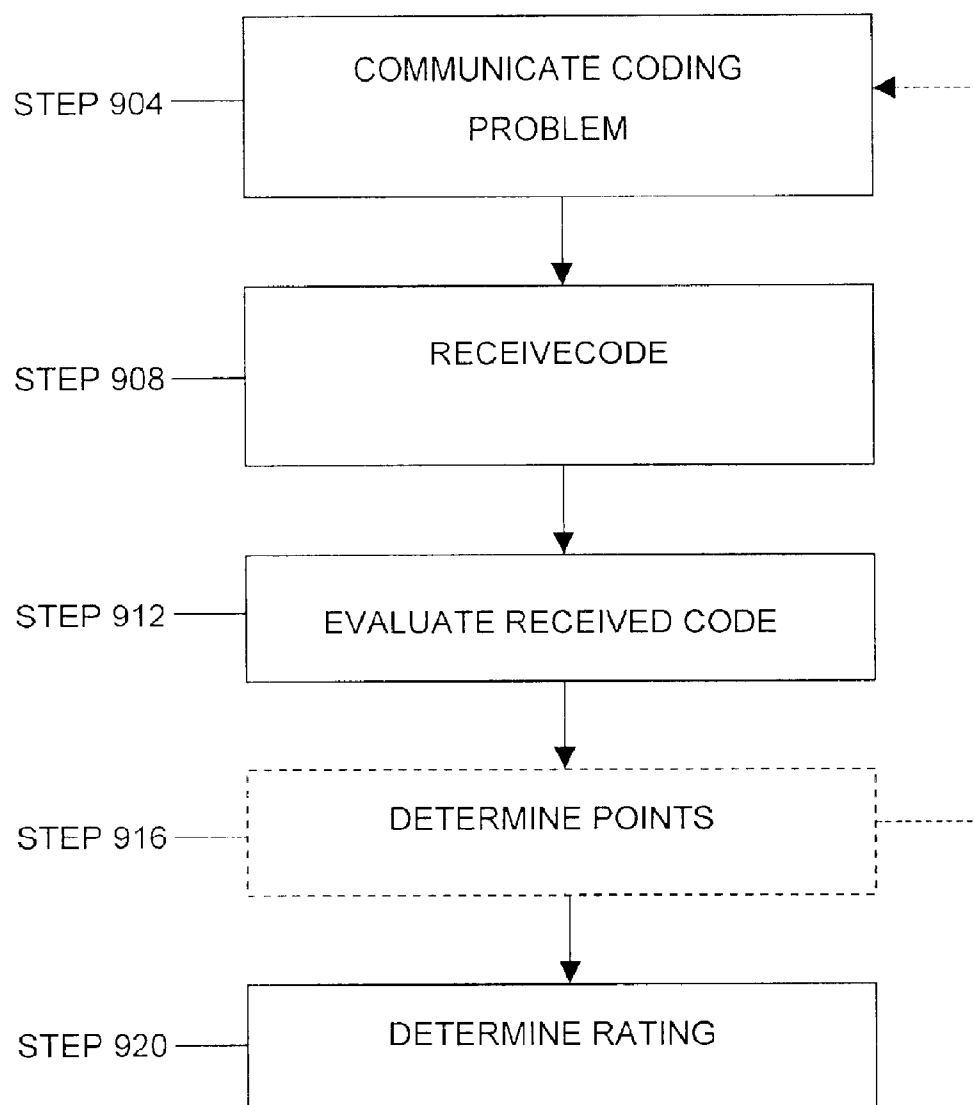 COMMUNICATE CODING
PROBLEM
STEP 904
RECEIVECODE
STEP 908
EVALUATE RECEIVED CODE
STEP 912
DETERMINE POINTS
STEP 916
DETERMINE RATING
STEP 920